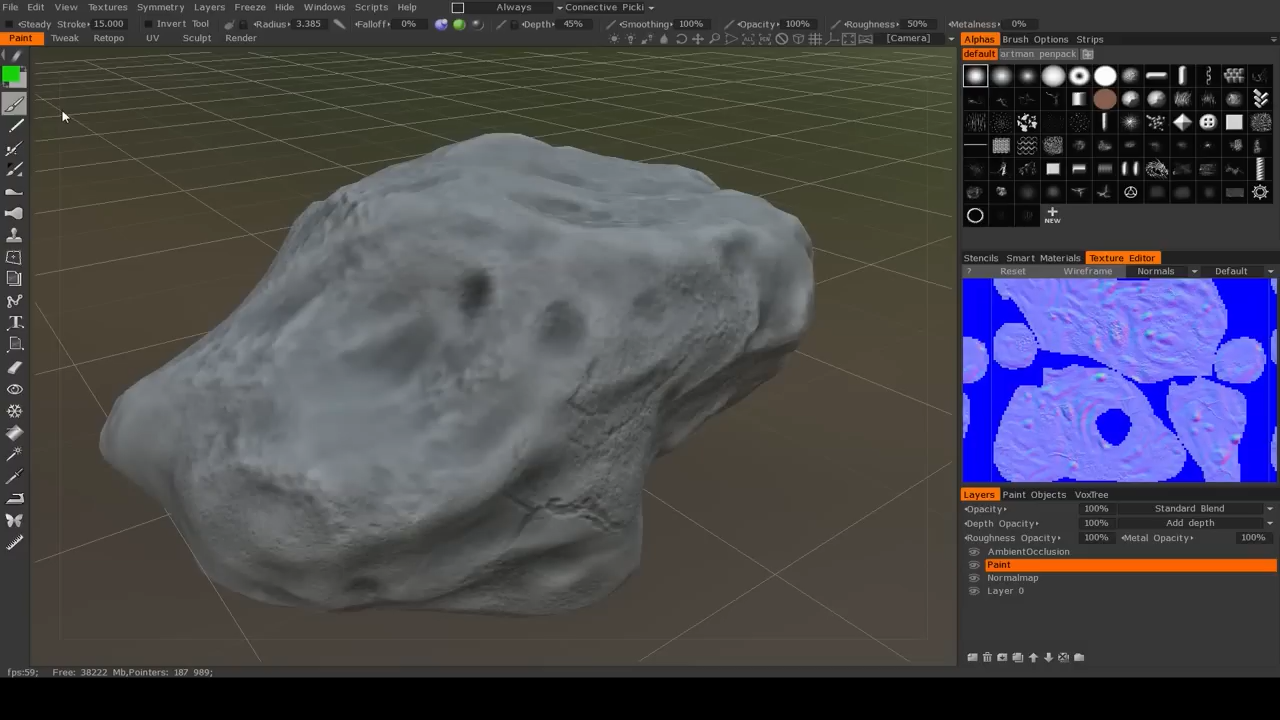 File Edit View Textures Symmetry Layers Freeze Hide Windows Scripts Help Always Connective Picki
Steady Stroke 15.000 Invert Tool Radius 3.385 Falloff 0% Depth 45% Smoothing 100% Opacity 100% Roughness 50% Metalness 0%
Paint Tweak Retopo UV Sculpt Render [Camera]
Alphas Brush Options Strips
default artman penpack
NEW
Stencils Smart Materials Texture Editor
? Reset Wireframe Normals Default
Layers Paint Objects VoxTree
Opacity 100% Standard Blend
Depth Opacity 100% Add depth
Roughness Opacity 100% Metal Opacity 100%
AmbientOcclusion
Paint
Normalmap
Layer 0
fps:59; Free: 38222 Mb,Pointers: 187 989;